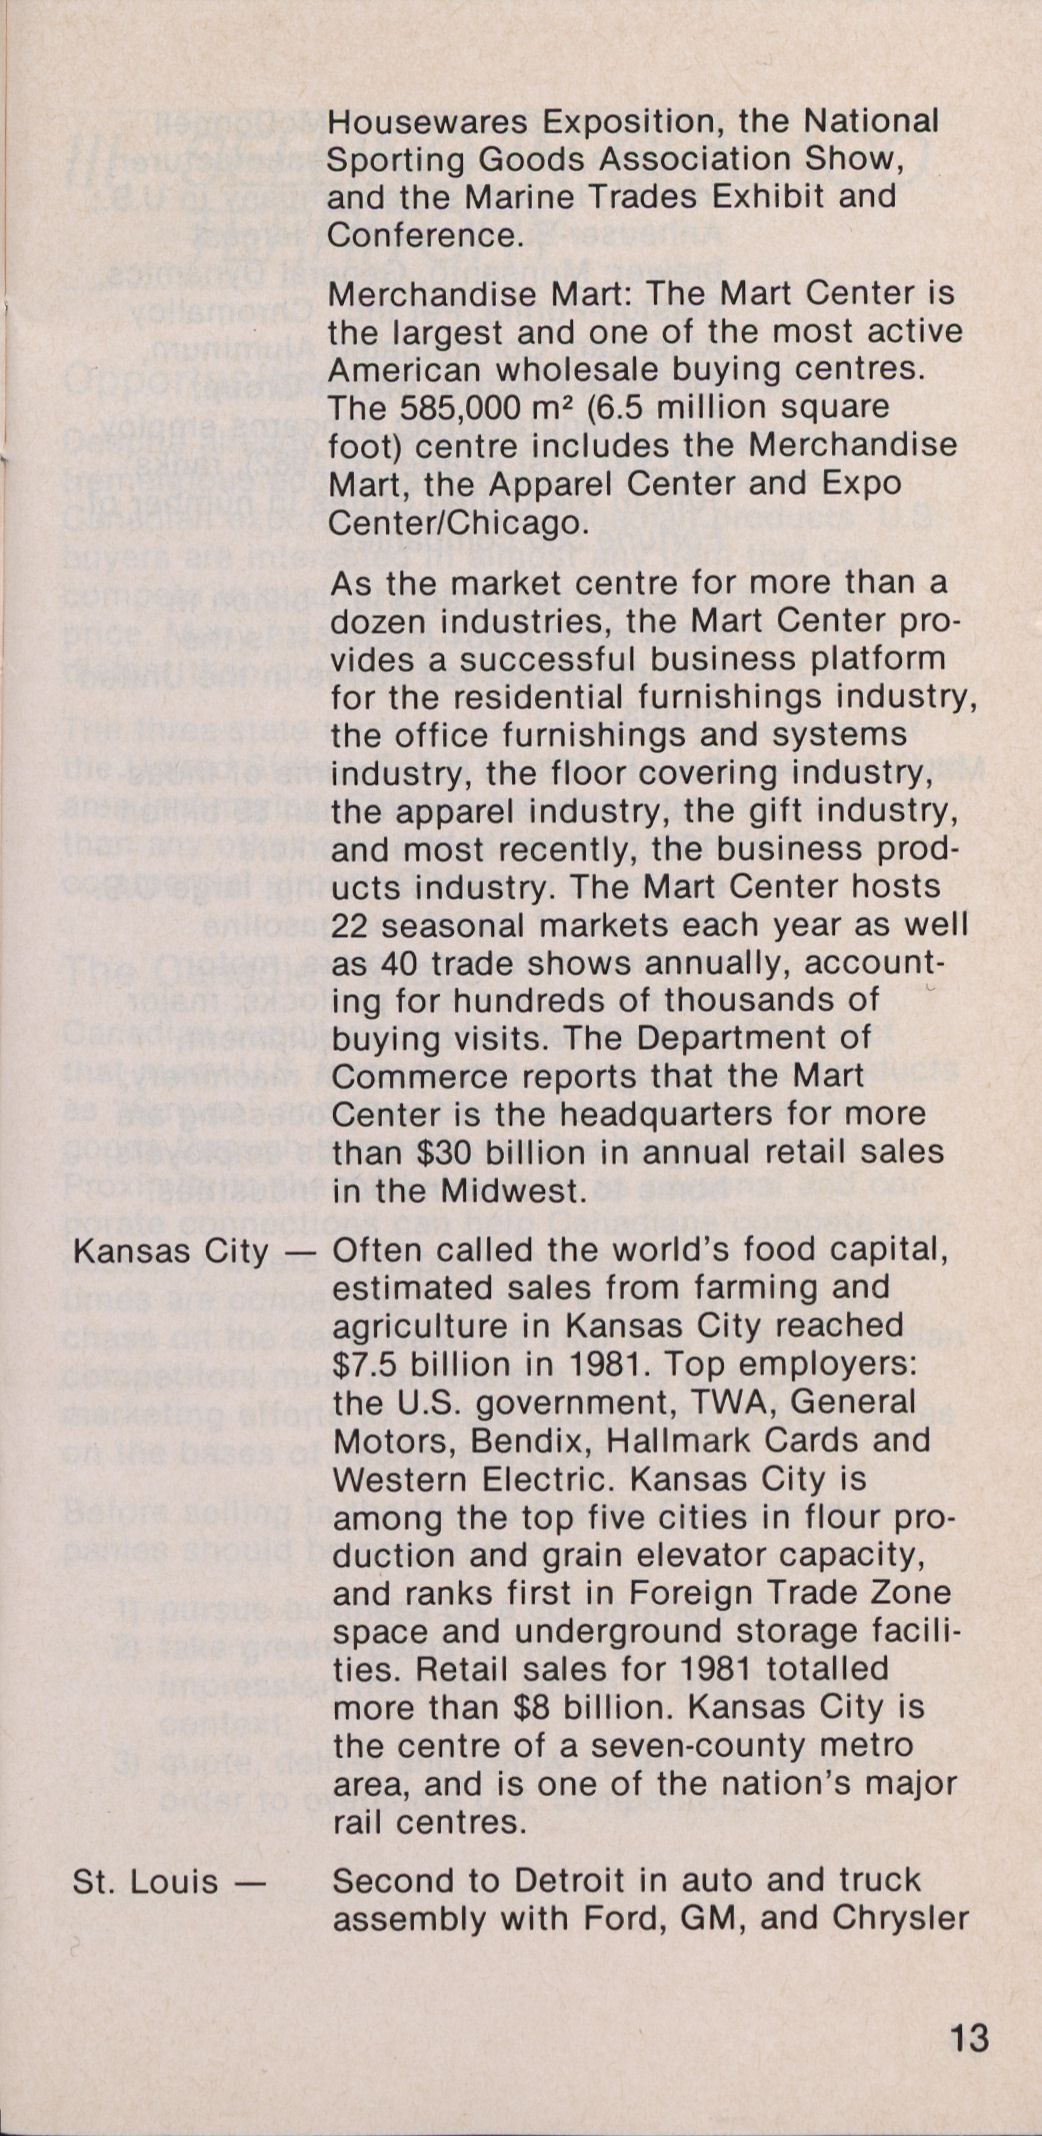 Housewares Exposition, the National
Sporting Goods Association Show,
and the Marine Trades Exhibit and
Conference.
Merchandise Mart: The Mart Center is
the largest and one of the most active
American wholesale buying centres.
The 585,000 m² (6.5 million square
foot) centre includes the Merchandise
Mart, the Apparel Center and Expo
Center/Chicago.
As the market centre for more than a
dozen industries, the Mart Center pro-
vides a successful business platform
for the residential furnishings industry,
the office furnishings and systems
industry, the floor covering industry,
the apparel industry, the gift industry,
and most recently, the business prod-
ucts industry. The Mart Center hosts
22 seasonal markets each year as well
as 40 trade shows annually, account-
ing for hundreds of thousands of
buying visits. The Department of
Commerce reports that the Mart
Center is the headquarters for more
than $30 billion in annual retail sales
in the Midwest.
Kansas City — Often called the world's food capital,
estimated sales from farming and
agriculture in Kansas City reached
$7.5 billion in 1981. Top employers:
the U.S. government, TWA, General
Motors, Bendix, Hallmark Cards and
Western Electric. Kansas City is
among the top five cities in flour pro-
duction and grain elevator capacity,
and ranks first in Foreign Trade Zone
space and underground storage facili-
ties. Retail sales for 1981 totalled
more than $8 billion. Kansas City is
the centre of a seven-county metro
area, and is one of the nation's major
rail centres.
St. Louis — Second to Detroit in auto and truck
assembly with Ford, GM, and Chrysler
13